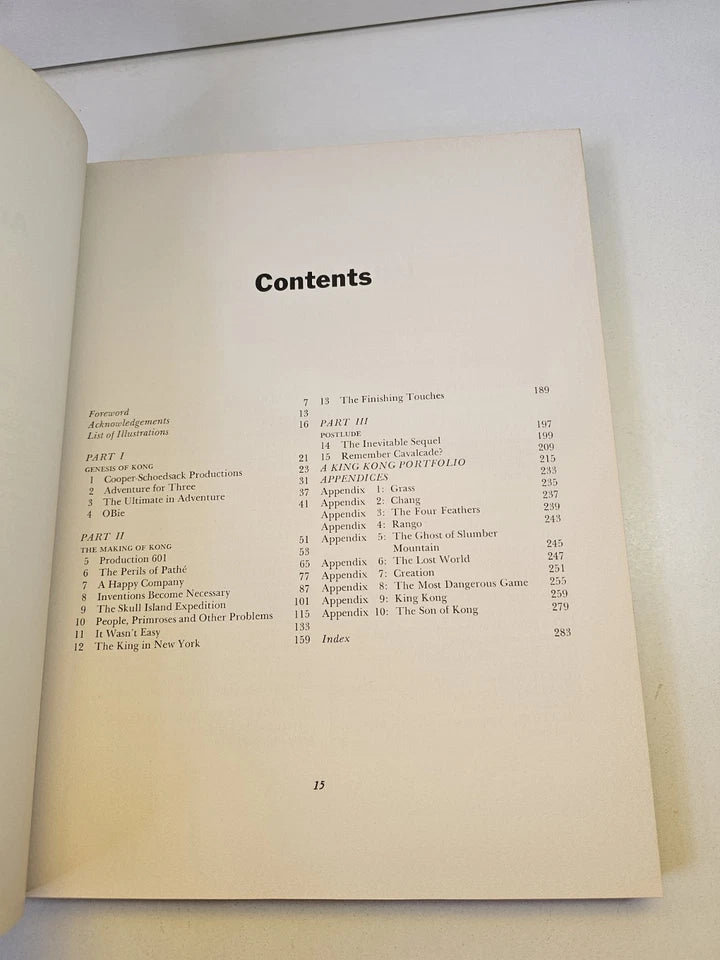 Contents
Foreword 7
Acknowledgements 13
List of Illustrations 16
PART I
GENESIS OF KONG 21
1 Cooper-Schoedsack Productions 23
2 Adventure for Three 31
3 The Ultimate in Adventure 37
4 OBie 41
PART II
THE MAKING OF KONG 51
5 Production 601 53
6 The Perils of Pathé 65
7 A Happy Company 77
8 Inventions Become Necessary 87
9 The Skull Island Expedition 101
10 People, Primroses and Other Problems 115
11 It Wasn't Easy 133
12 The King in New York 159
13 The Finishing Touches 189
PART III
POSTLUDE 197
14 The Inevitable Sequel 199
15 Remember Cavalcade? 209
A KING KONG PORTFOLIO 215
APPENDICES 233
Appendix 1: Grass 235
Appendix 2: Chang 237
Appendix 3: The Four Feathers 239
Appendix 4: Rango 243
Appendix 5: The Ghost of Slumber
Mountain 245
Appendix 6: The Lost World 247
Appendix 7: Creation 251
Appendix 8: The Most Dangerous Game 255
Appendix 9: King Kong 259
Appendix 10: The Son of Kong 279
Index 283
15